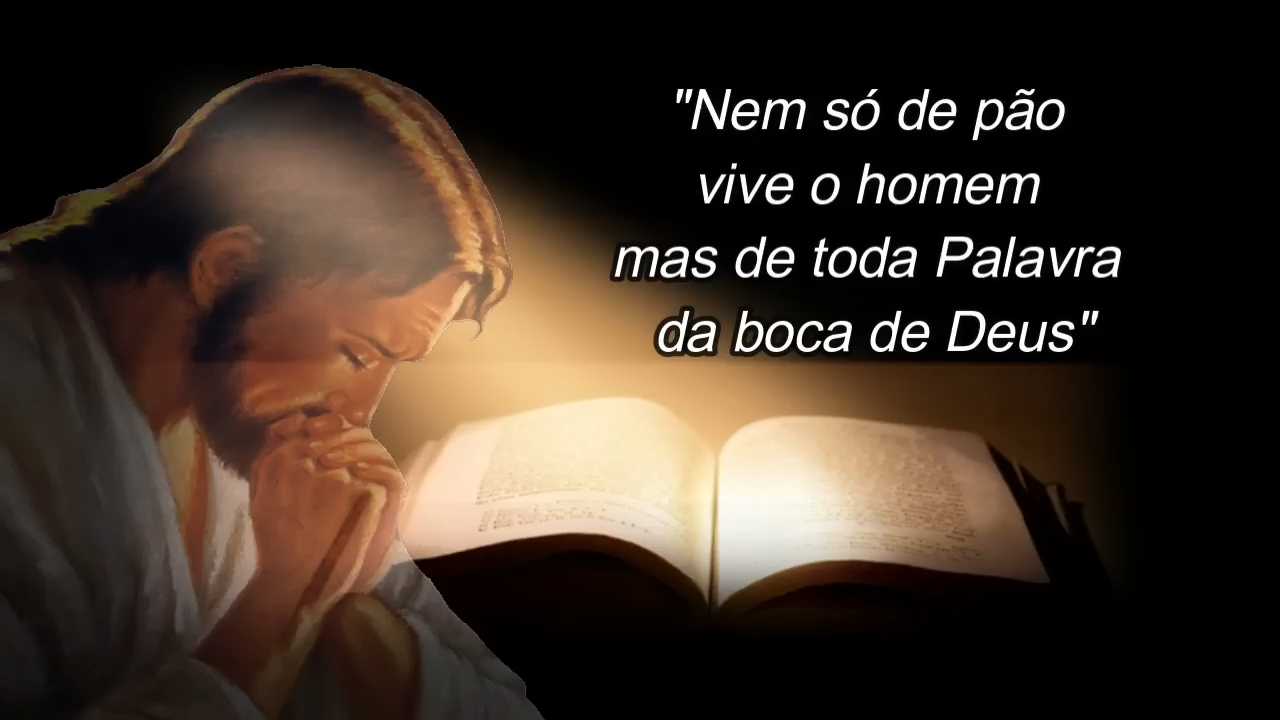 "Nem só de pão
vive o homem
mas de toda Palavra
da boca de Deus"